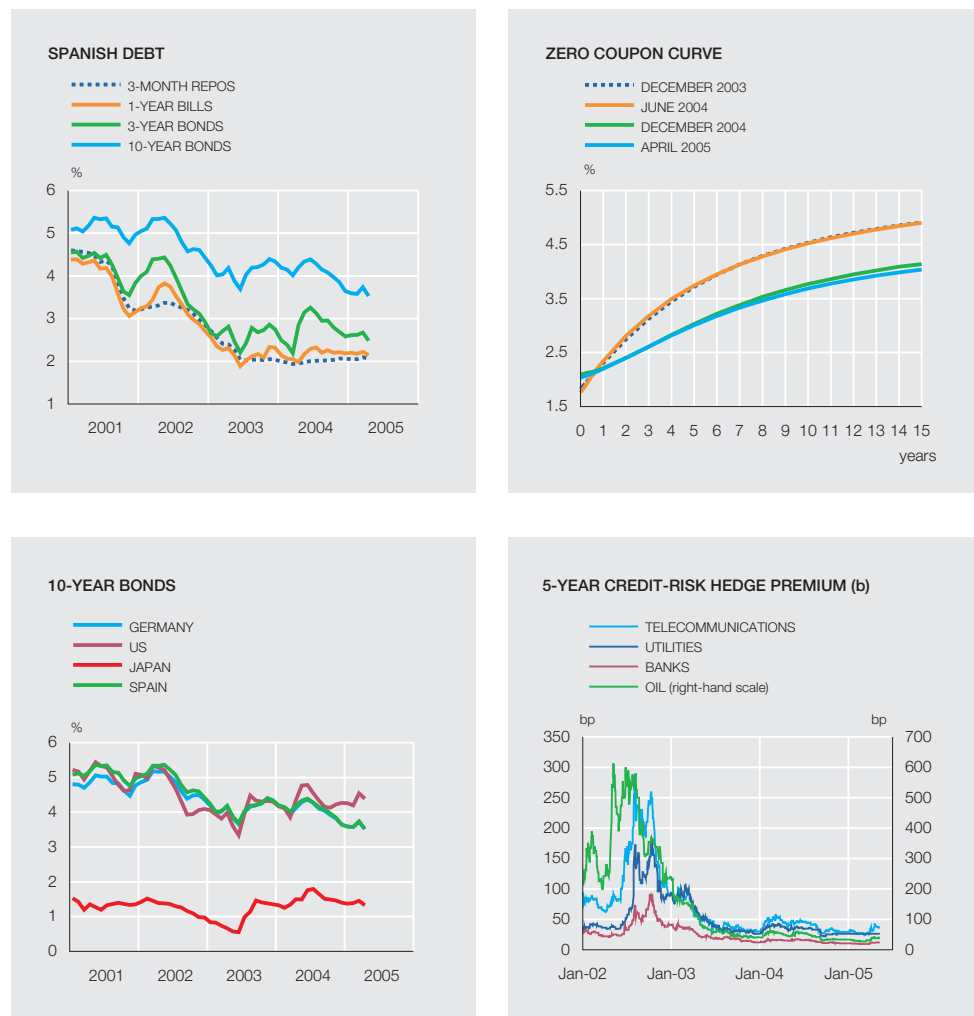 SPANISH DEBT
3-MONTH REPOS
1-YEAR BILLS
3-YEAR BONDS
10-YEAR BONDS
%
6
5
4
3
2
1
2001 2002 2003 2004 2005
ZERO COUPON CURVE
DECEMBER 2003
JUNE 2004
DECEMBER 2004
APRIL 2005
%
5.5
4.5
3.5
2.5
1.5
0 1 2 3 4 5 6 7 8 9 10 11 12 13 14 15
years
10-YEAR BONDS
GERMANY
US
JAPAN
SPAIN
%
6
5
4
3
2
1
0
2001 2002 2003 2004 2005
5-YEAR CREDIT-RISK HEDGE PREMIUM (b)
TELECOMMUNICATIONS
UTILITIES
BANKS
OIL (right-hand scale)
bp bp
350 700
300 600
250 500
200 400
150 300
100 200
50 100
0 0
Jan-02 Jan-03 Jan-04 Jan-05